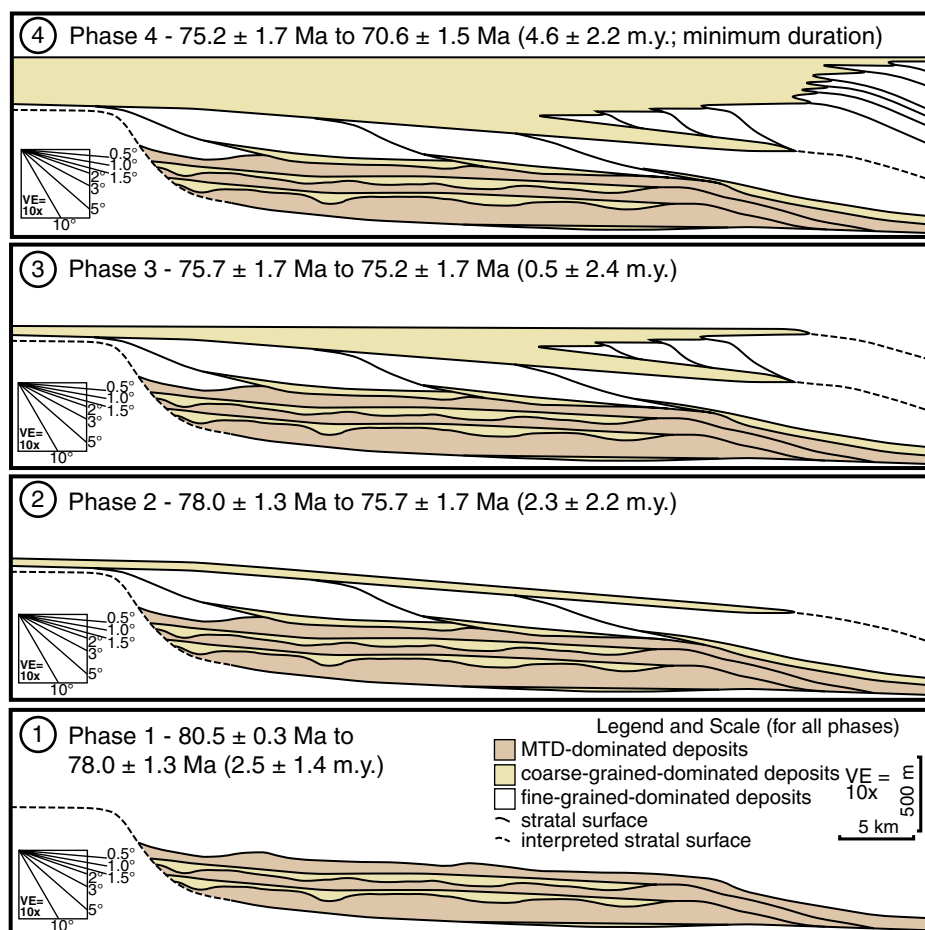 4 Phase 4 - 75.2 ± 1.7 Ma to 70.6 ± 1.5 Ma (4.6 ± 2.2 m.y.; minimum duration)
0.5°
1.0°
2° 1.5°
3°
VE=
10x
5°
10°
3 Phase 3 - 75.7 ± 1.7 Ma to 75.2 ± 1.7 Ma (0.5 ± 2.4 m.y.)
0.5°
1.0°
2° 1.5°
3°
VE=
10x
5°
10°
2 Phase 2 - 78.0 ± 1.3 Ma to 75.7 ± 1.7 Ma (2.3 ± 2.2 m.y.)
0.5°
1.0°
2° 1.5°
3°
VE=
10x
5°
10°
1 Phase 1 - 80.5 ± 0.3 Ma to
78.0 ± 1.3 Ma (2.5 ± 1.4 m.y.)
Legend and Scale (for all phases)
MTD-dominated deposits
coarse-grained-dominated deposits
fine-grained-dominated deposits
stratal surface
interpreted stratal surface
VE =
10x
500 m
5 km
0.5°
1.0°
2° 1.5°
3°
VE=
10x
5°
10°